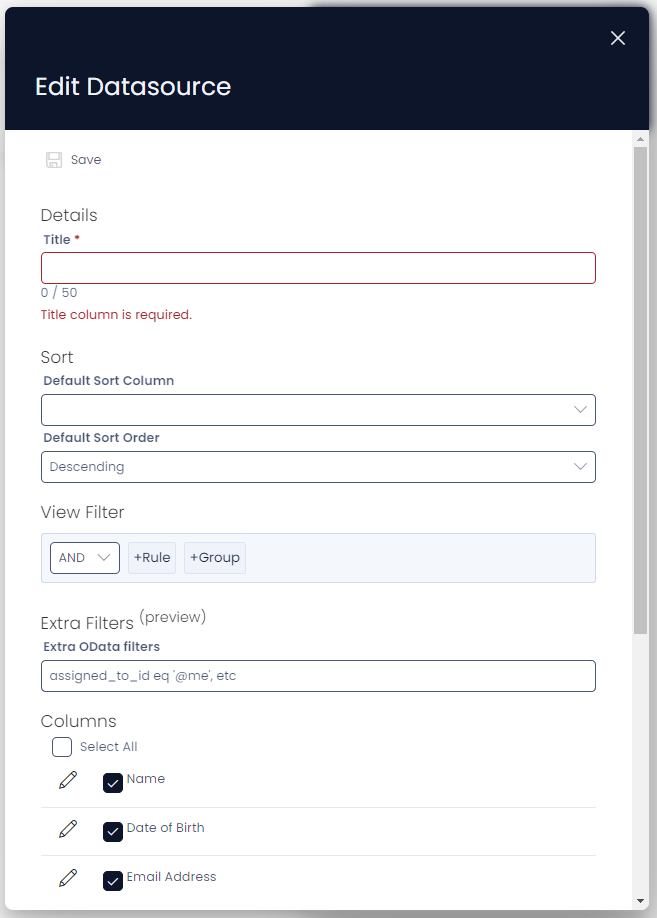 Edit Datasource
Save
Details
Title *
0 / 50
Title column is required.
Sort
Default Sort Column
Default Sort Order
Descending
View Filter
AND +Rule +Group
Extra Filters (preview)
Extra OData filters
assigned_to_id eq '@me', etc
Columns
Select All
Name
Date of Birth
Email Address